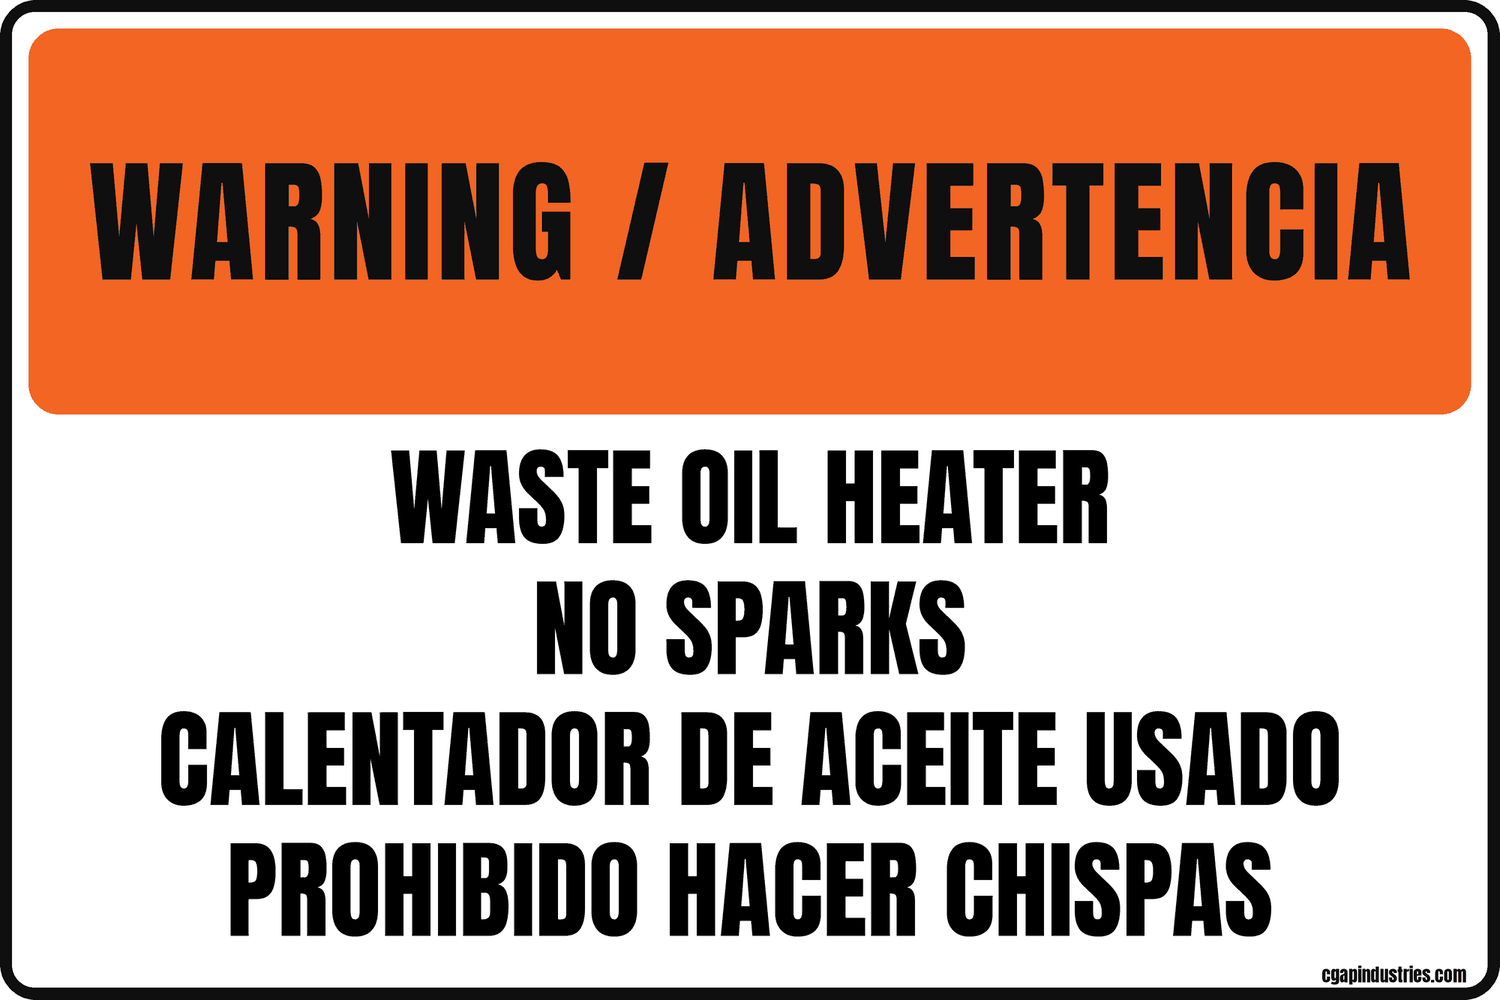 WARNING / ADVERTENCIA
WASTE OIL HEATER
NO SPARKS
CALENTADOR DE ACEITE USADO
PROHIBIDO HACER CHISPAS
cgapindustries.com